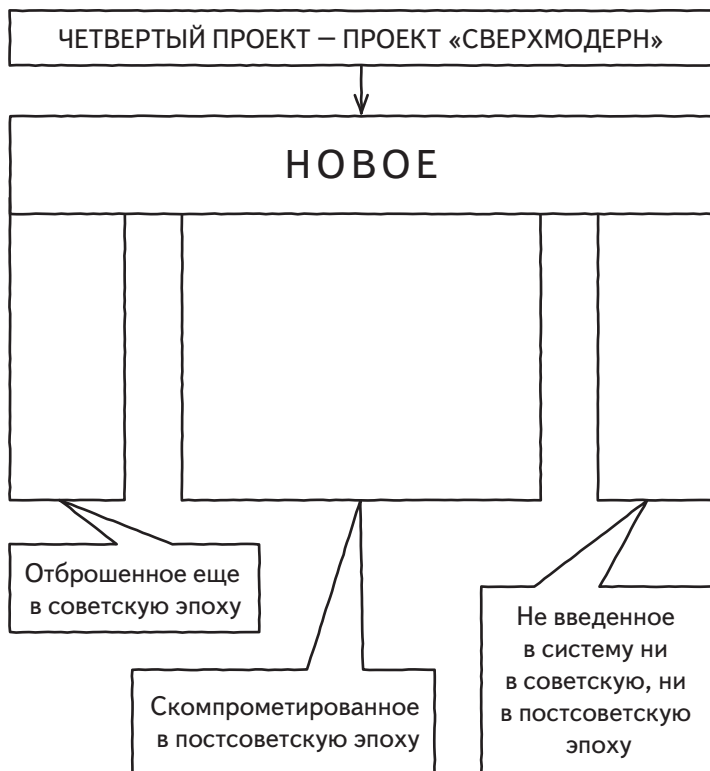 ЧЕТВЕРТЫЙ ПРОЕКТ — ПРОЕКТ «СВЕРХМОДЕРН»
НОВОЕ
Отброшенное еще
в советскую эпоху
Скомпрометированное
в постсоветскую эпоху
Не введенное
в систему ни
в советскую, ни
в постсоветскую
эпоху